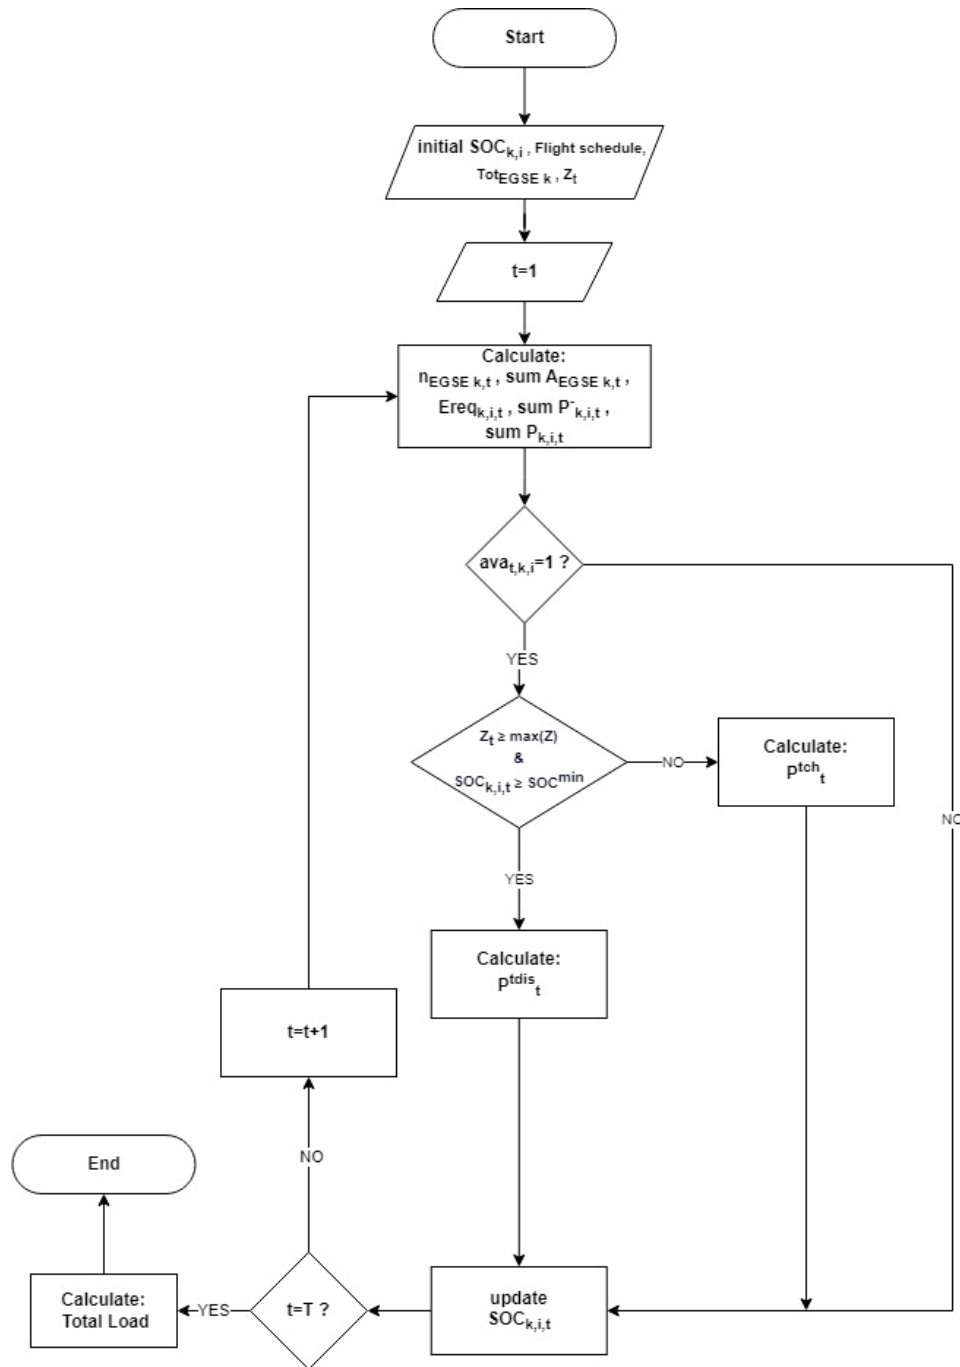 Start
initial SOCk,i , Flight schedule,
TotEGSE k , Zt
t=1
Calculate:
nEGSE k,t , sum AEGSE k,t ,
Ereqk,i,t , sum P-k,i,t ,
sum Pk,i,t
avat,k,i=1 ?
YES
Zt ≥ max(Z)
&
SOCk,i,t ≥ SOCmin
NO
Calculate:
Ptcht
NO
YES
Calculate:
Ptdist
t=t+1
NO
End
update
SOCk,i,t
t=T ?
YES
Calculate:
Total Load